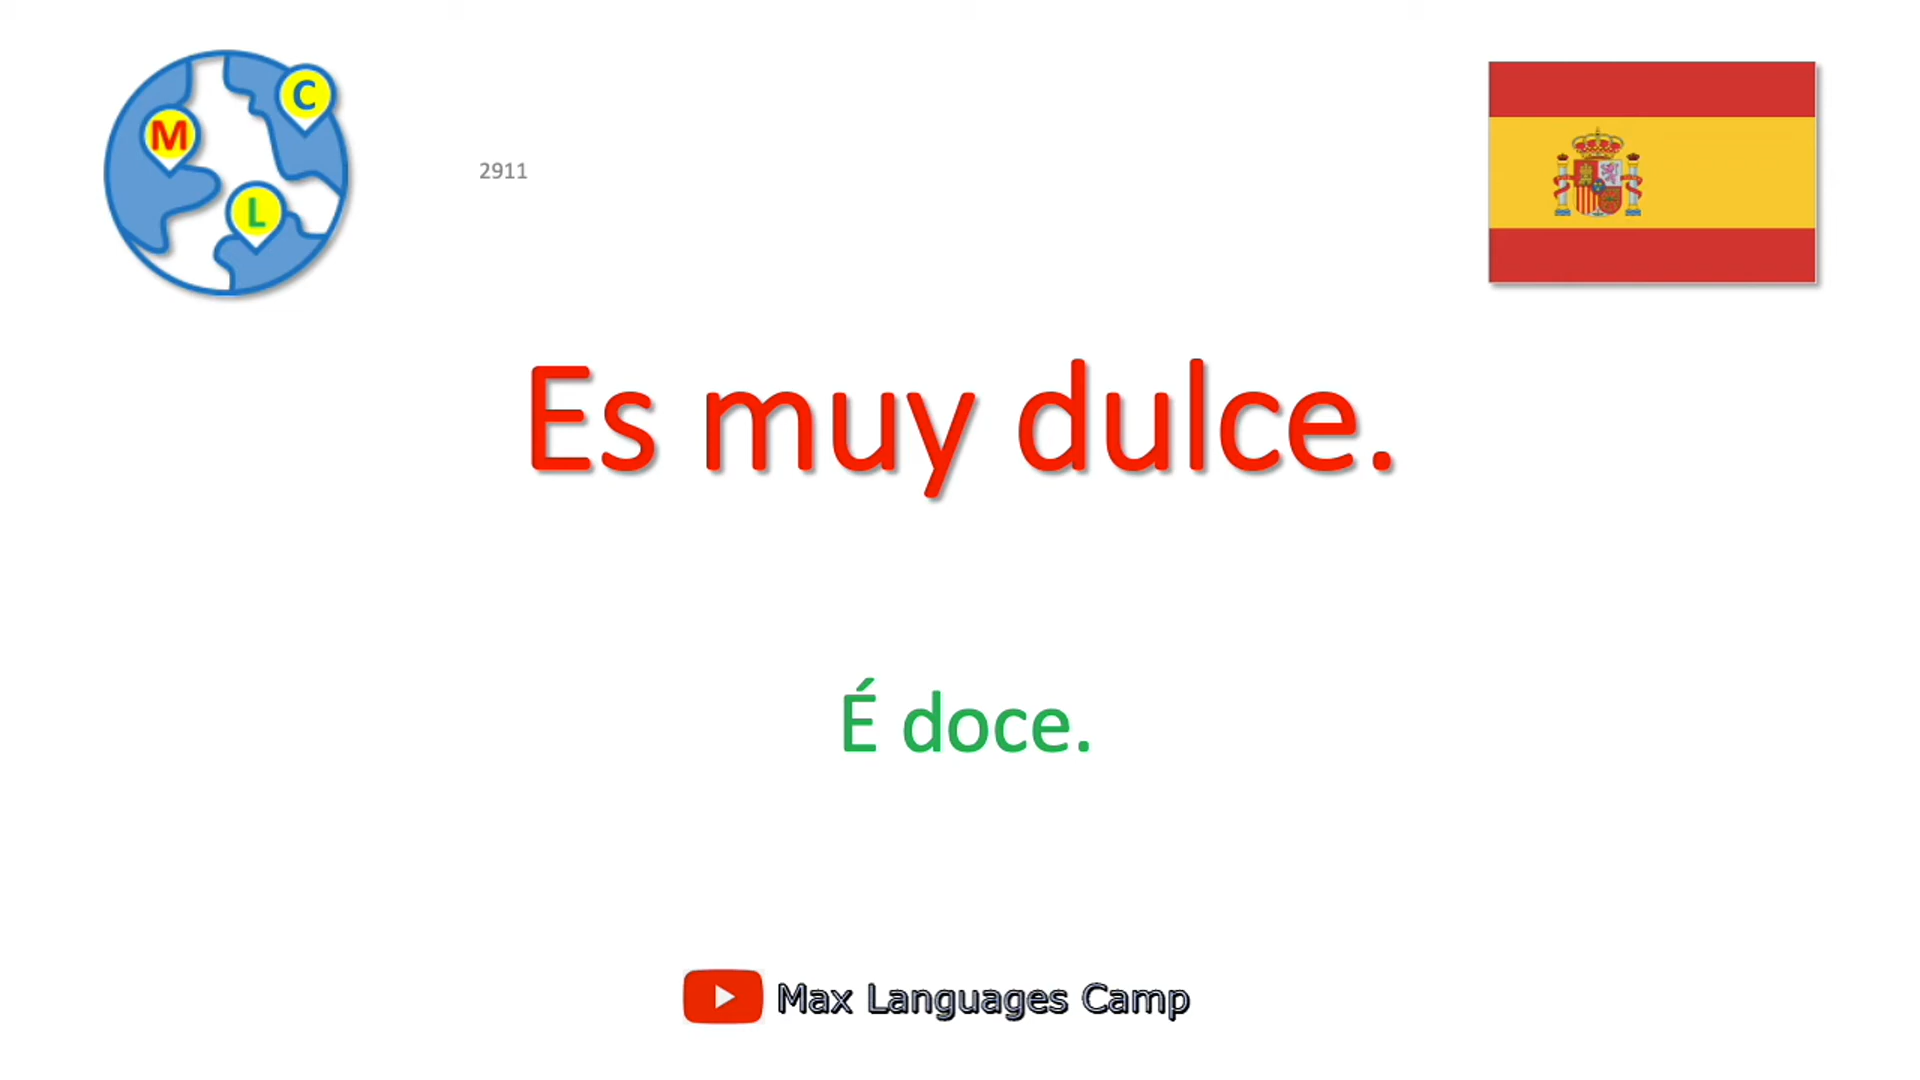 C
M
L
2911
Es muy dulce.
É doce.
Max Languages Camp